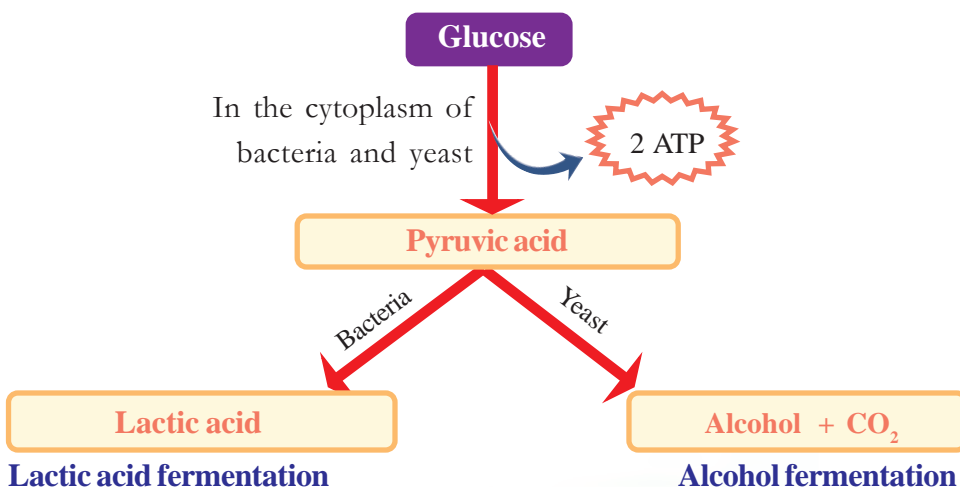 Glucose
In the cytoplasm of
bacteria and yeast
2 ATP
Pyruvic acid
Bacteria
Yeast
Lactic acid
Alcohol + CO₂
Lactic acid fermentation
Alcohol fermentation